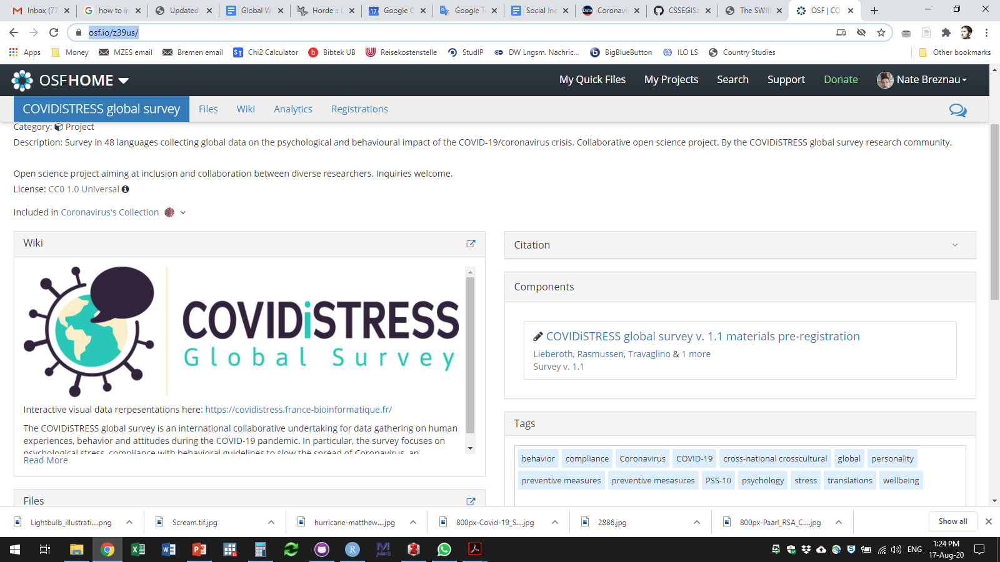 Inbox (77
how to in
Updated_
Global W
Horde :: L
Google C
Google Tr
Social Ine
Coronavir
CSSEGISa
The SWIID
OSF | CO
osf.io/z39us/
Apps
Money
MZES email
Bremen email
Chi2 Calculator
Bibtek UB
Reisekostenstelle
StudIP
DW Lngsm. Nachric...
BigBlueButton
ILO LS
Country Studies
Other bookmarks
OSFHOME
My Quick Files
My Projects
Search
Support
Donate
Nate Breznau
COVIDiSTRESS global survey
Files
Wiki
Analytics
Registrations
Category: Project
Description: Survey in 48 languages collecting global data on the psychological and behavioural impact of the COVID-19/coronavirus crisis. Collaborative open science project. By the COVIDiSTRESS global survey research community.
Open science project aiming at inclusion and collaboration between diverse researchers. Inquiries welcome.
License: CC0 1.0 Universal
Included in Coronavirus's Collection
Wiki
COVIDiSTRESS
Global Survey
Interactive visual data rerpesentations here: https://covidistress.france-bioinformatique.fr/
The COVIDiSTRESS global survey is an international collaborative undertaking for data gathering on human
experiences, behavior and attitudes during the COVID-19 pandemic. In particular, the survey focuses on
psychological stress, compliance with behavioral guidelines to slow the spread of Coronavirus, an
Read More
Files
Citation
Components
COVIDiSTRESS global survey v. 1.1 materials pre-registration
Lieberoth, Rasmussen, Travaglino & 1 more
Survey v. 1.1
Tags
behavior compliance Coronavirus COVID-19 cross-national crosscultural global personality
preventive measures preventive mesasures PSS-10 psychology stress translations wellbeing
Lightbulb_illustrati....png
Scream.tif.jpg
hurricane-matthew....jpg
800px-Covid-19_S....jpg
2886.jpg
800px-Paarl_RSA_C....jpg
Show all
ENG
1:24 PM
17-Aug-20